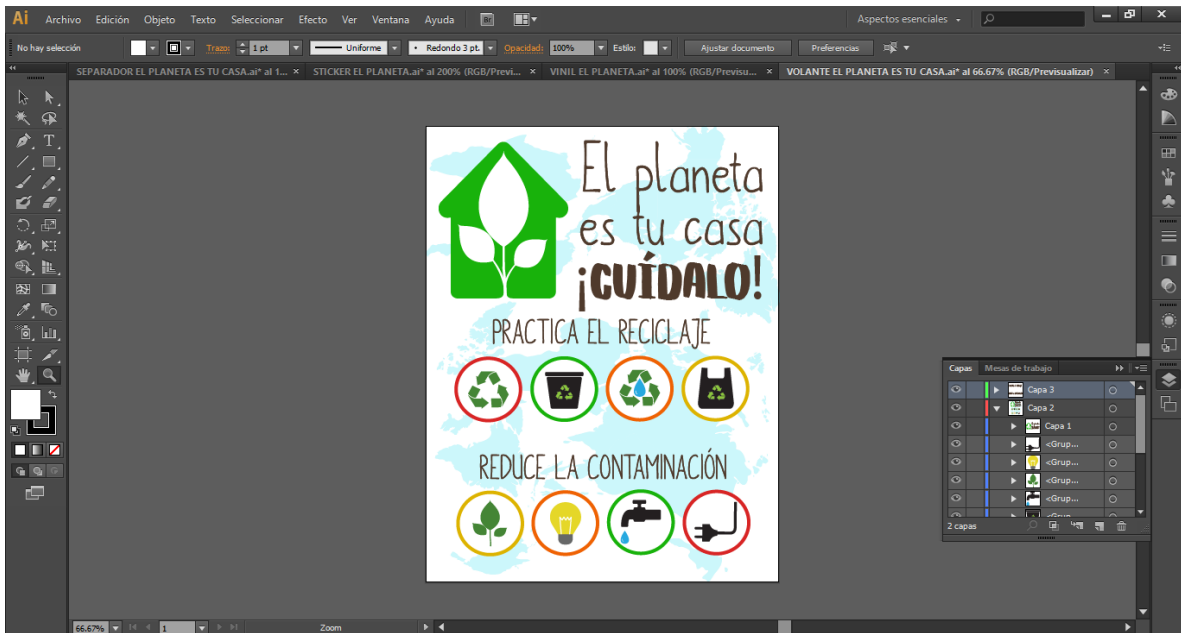 Ai Archivo Edición Objeto Texto Seleccionar Efecto Ver Ventana Ayuda Br Aspectos esenciales
No hay selección Trazo: 1 pt Uniforme Redondo 3 pt. Opacidad: 100% Estilo: Ajustar documento Preferencias
SEPARADOR EL PLANETA ES TU CASA.ai* al 1... × STICKER EL PLANETA.ai* al 200% (RGB/Previ... × VINIL EL PLANETA.ai* al 100% (RGB/Previsu... × VOLANTE EL PLANETA ES TU CASA.ai* al 66.67% (RGB/Previsualizar) ×
El planeta
es tu casa
¡CUÍDALO!
PRACTICA EL RECICLAJE
REDUCE LA CONTAMINACIÓN
Capas Mesas de trabajo
Capa 3
Capa 2
Capa 1
<Grup...
<Grup...
<Grup...
<Grup...
<Grup...
2 capas
66.67% 1 Zoom